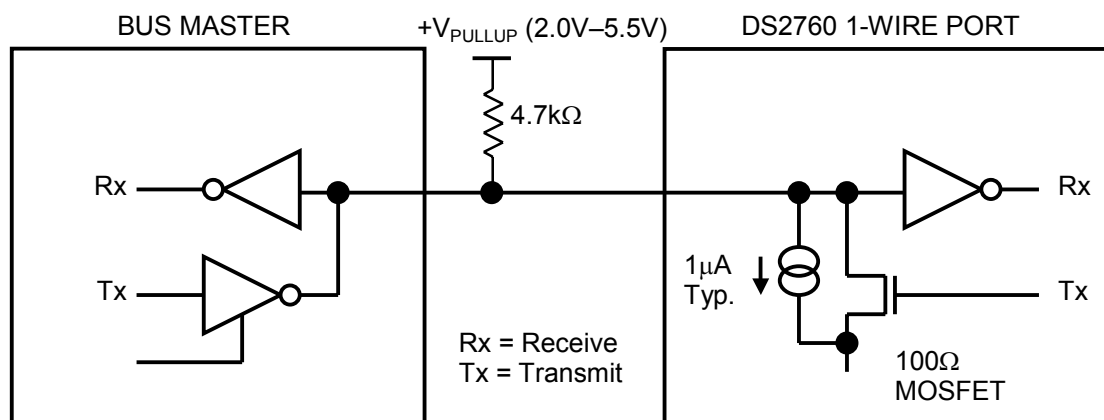 BUS MASTER
+VPULLUP (2.0V–5.5V)
DS2760 1-WIRE PORT
4.7kΩ
Rx
Rx
1μA
Typ.
Tx
Tx
Rx = Receive
Tx = Transmit
100Ω
MOSFET